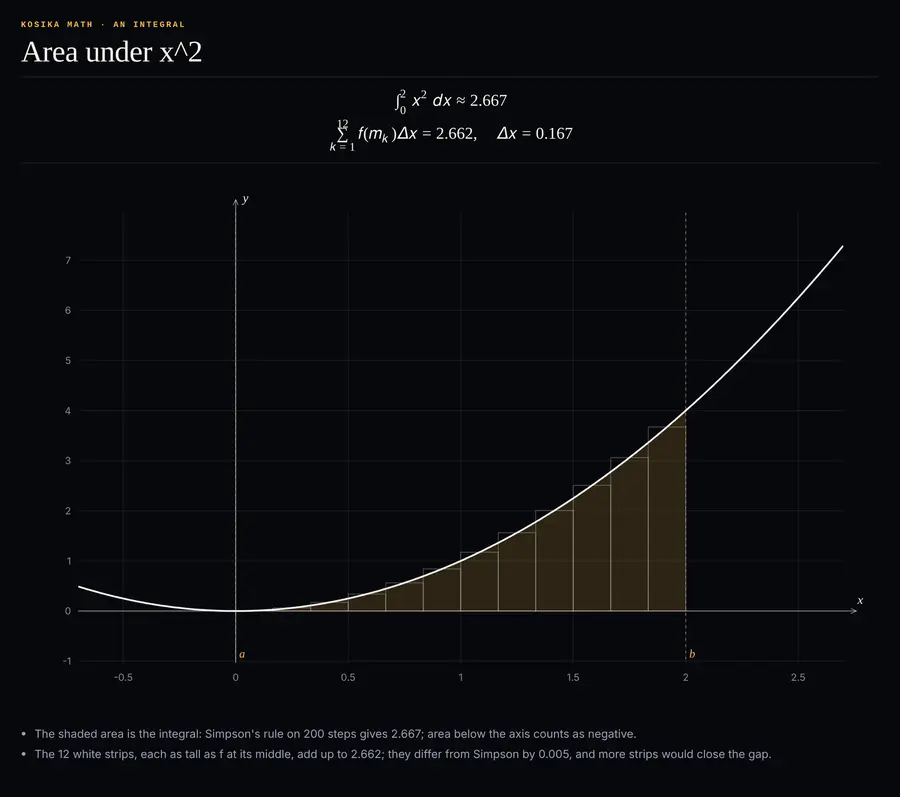 KOSIKA MATH · AN INTEGRAL
Area under x^2
∫₀² x² dx ≈ 2.667
∑ₖ₌₁¹² f(mₖ)Δx = 2.662, Δx = 0.167
y
7
6
5
4
3
2
1
0
-1
x
a
b
-0.5 0 0.5 1 1.5 2 2.5
• The shaded area is the integral: Simpson's rule on 200 steps gives 2.667; area below the axis counts as negative.
• The 12 white strips, each as tall as f at its middle, add up to 2.662; they differ from Simpson by 0.005, and more strips would close the gap.